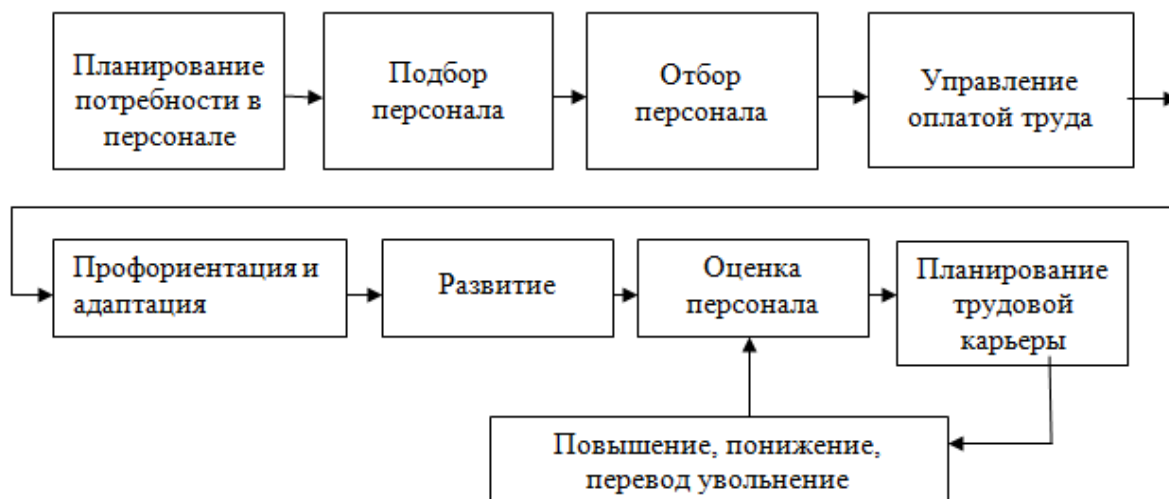 Планирование
потребности в
персонале
Подбор
персонала
Отбор
персонала
Управление
оплатой труда
Профориентация и
адаптация
Развитие
Оценка
персонала
Планирование
трудовой
карьеры
Повышение, понижение,
перевод увольнение